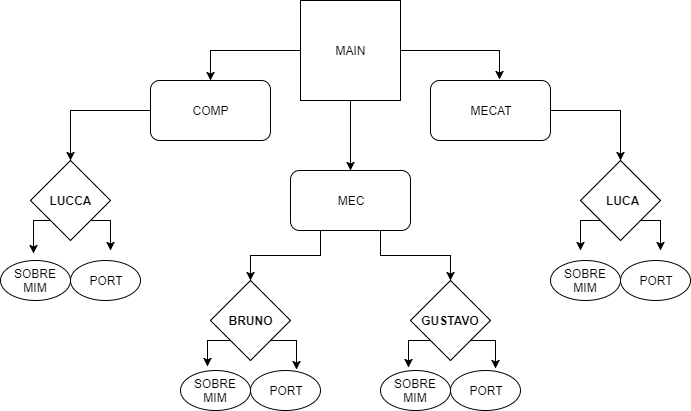 MAIN
COMP
MECAT
LUCCA
MEC
LUCA
SOBRE
MIM
PORT
SOBRE
MIM
PORT
BRUNO
GUSTAVO
SOBRE
MIM
PORT
SOBRE
MIM
PORT